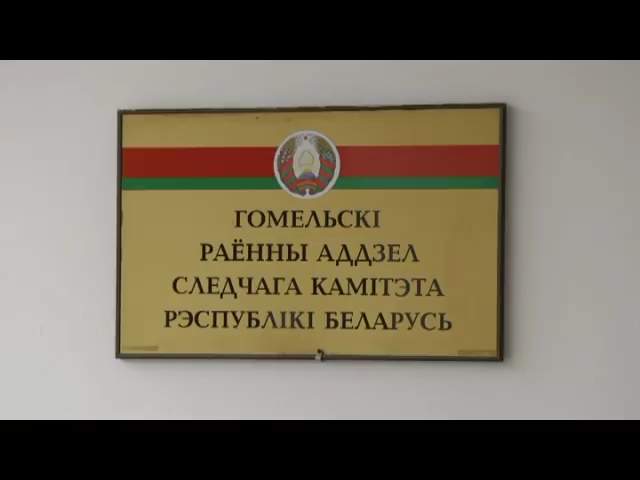 ГОМЕЛЬСКІ
РАЁННЫ АДДЗЕЛ
СЛЕДЧАГА КАМІТЭТА
РЭСПУБЛІКІ БЕЛАРУСЬ